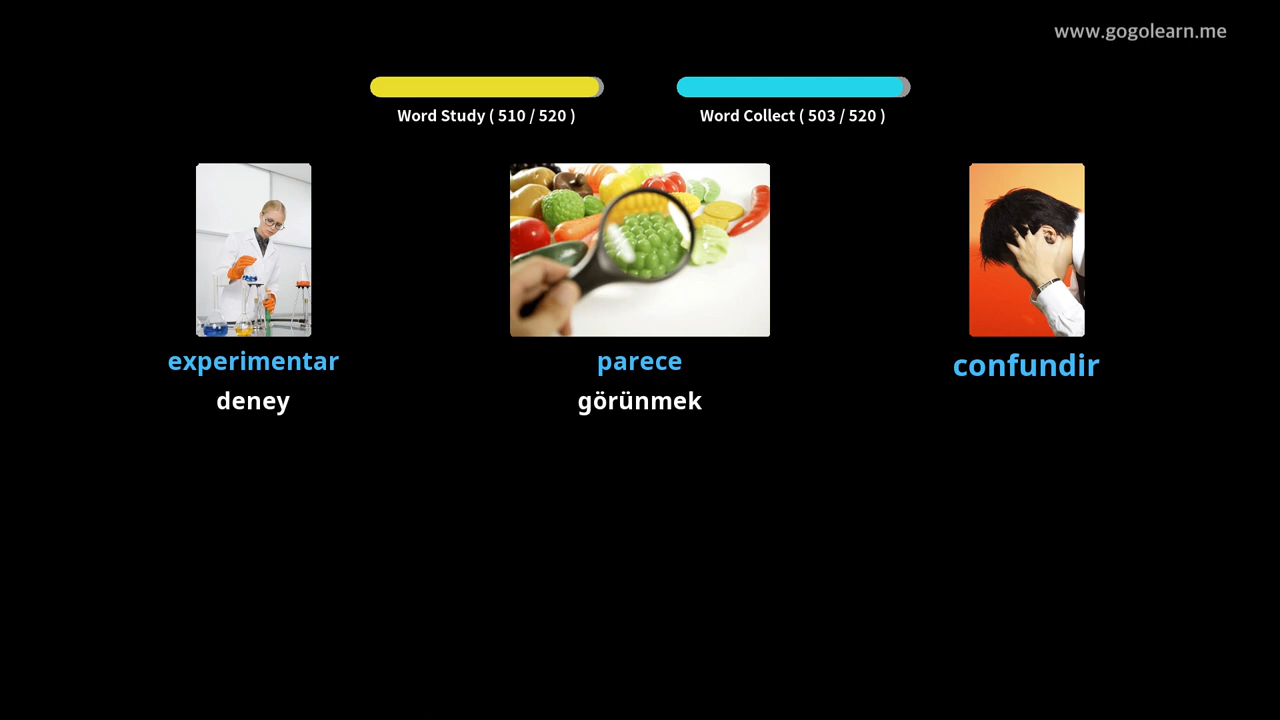 www.gogolearn.me
Word Study ( 510 / 520 )
Word Collect ( 503 / 520 )
experimentar
deney
parece
görünmek
confundir